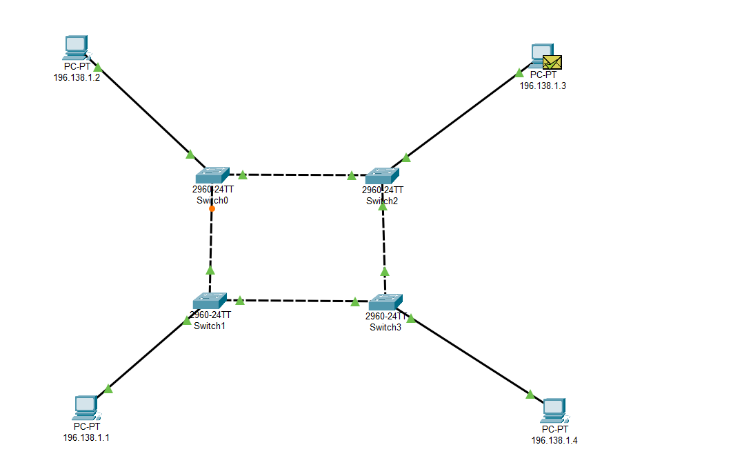 PC-PT
196.138.1.2
PC-PT
196.138.1.3
2960-24TT
Switch0
2960-24TT
Switch2
2960-24TT
Switch1
2960-24TT
Switch3
PC-PT
196.138.1.1
PC-PT
196.138.1.4